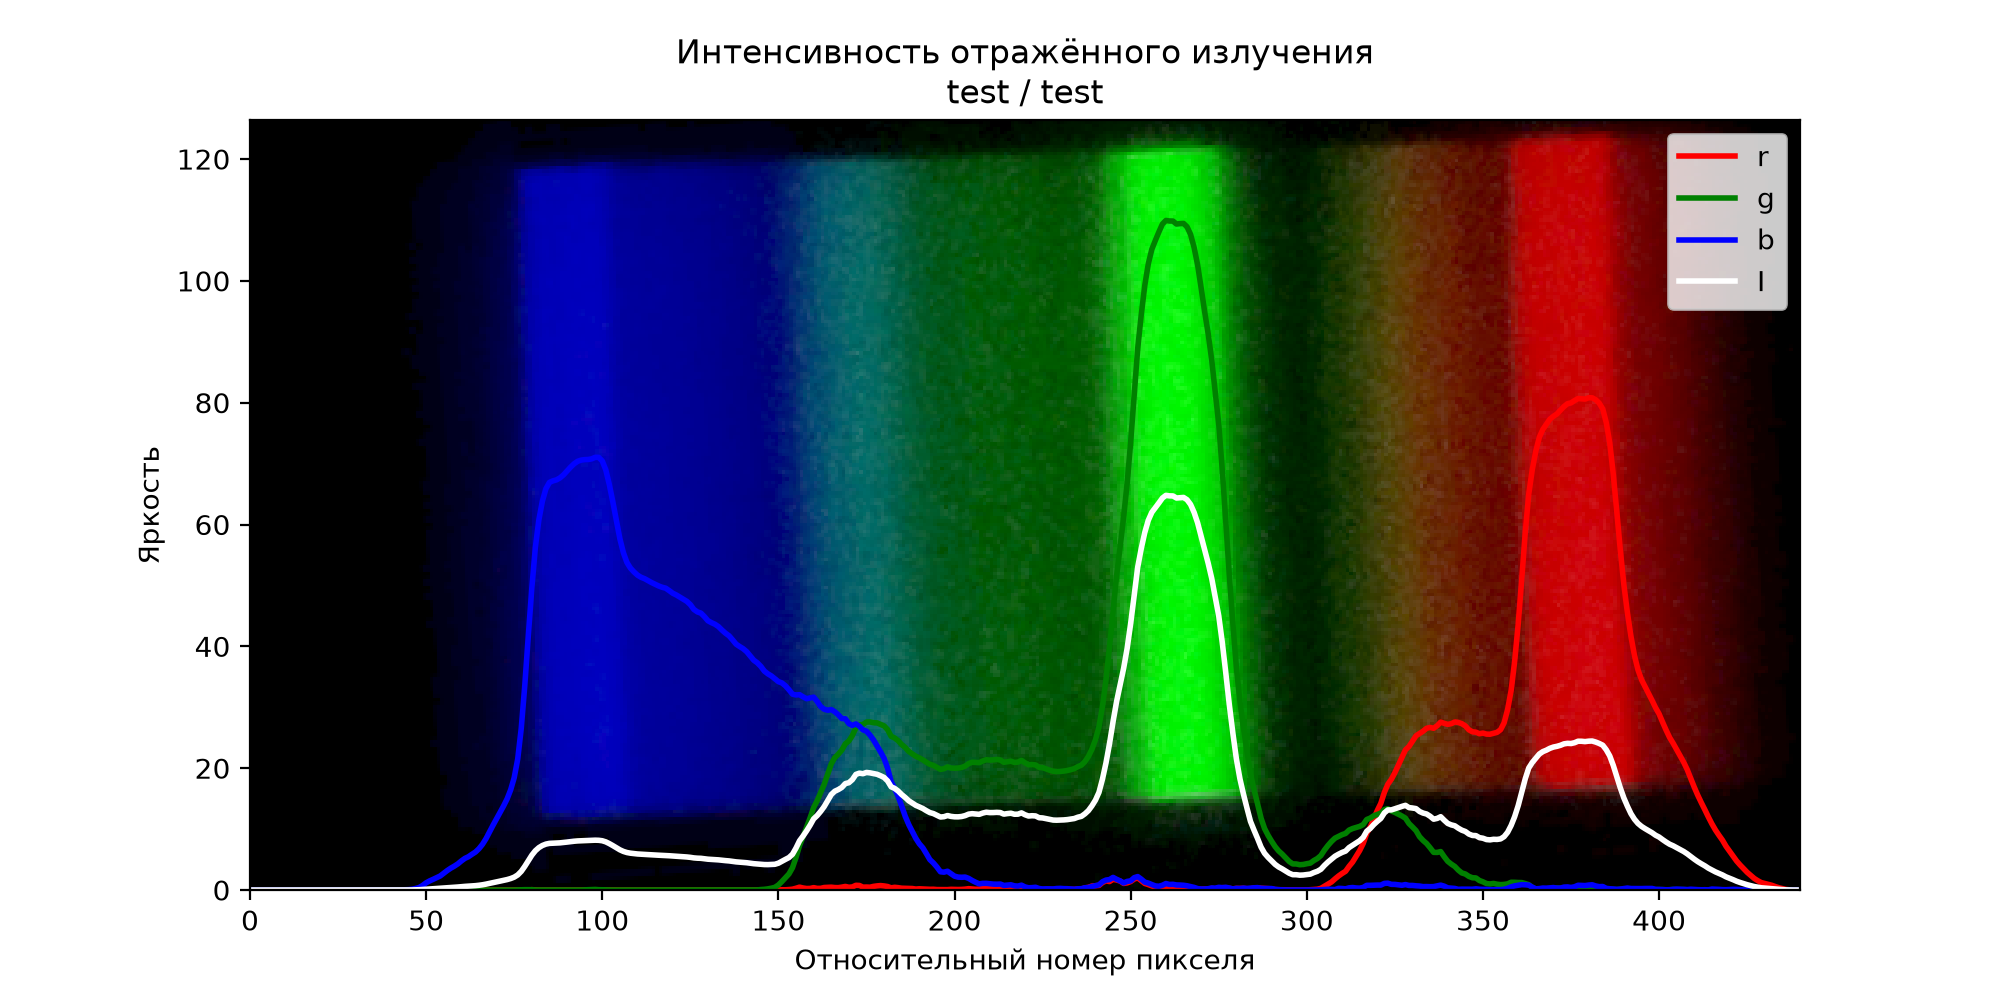 Интенсивность отражённого излучения
test / test
r
g
b
l
Яркость
120
100
80
60
40
20
0
0 50 100 150 200 250 300 350 400
Относительный номер пикселя